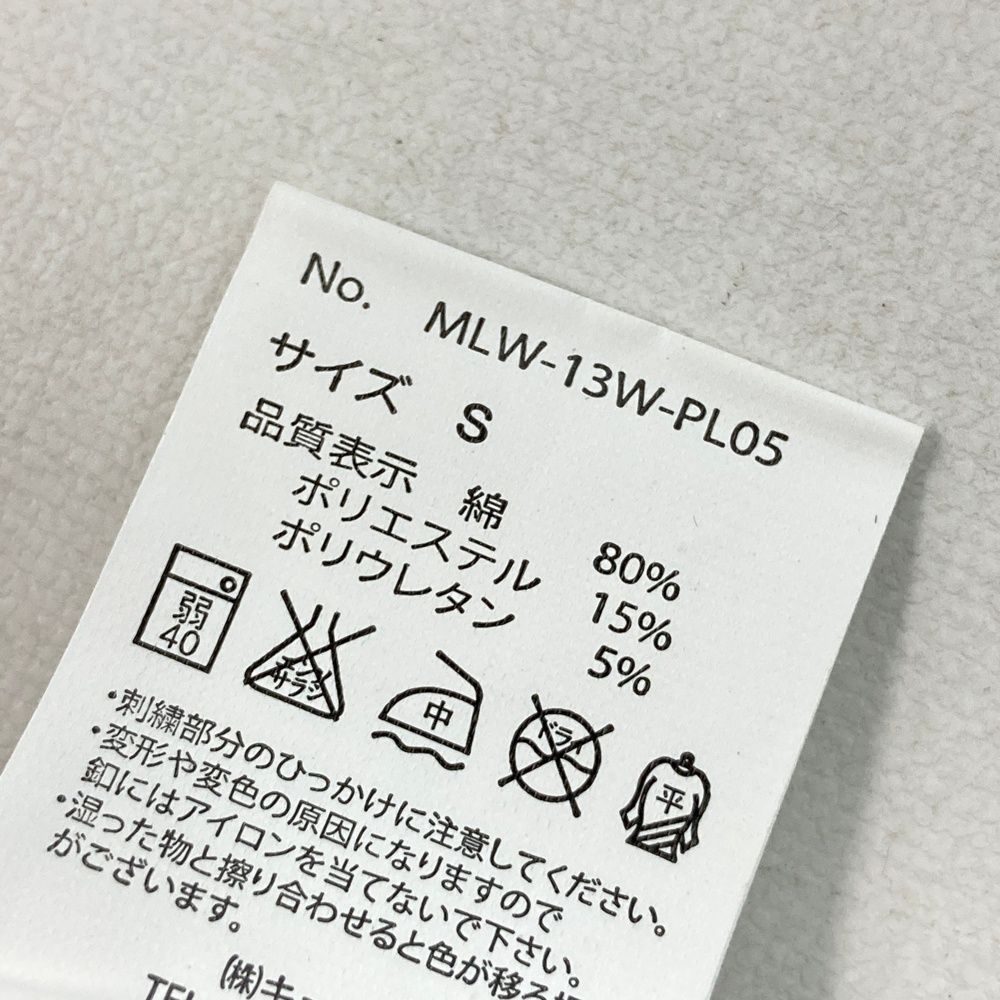 No. MLW-13W-PL05
サイズ S
品質表示 綿 80%
ポリエステル 15%
ポリウレタン 5%
弱
40
エンソ
サラシ
中
ドライ
平
・刺繍部分のひっかけに注意してください。
・変形や変色の原因になりますので
釦にはアイロンを当てないで下さい。
・湿った物と擦り合わせると色が移る
がございます。
(株)キ
TEL